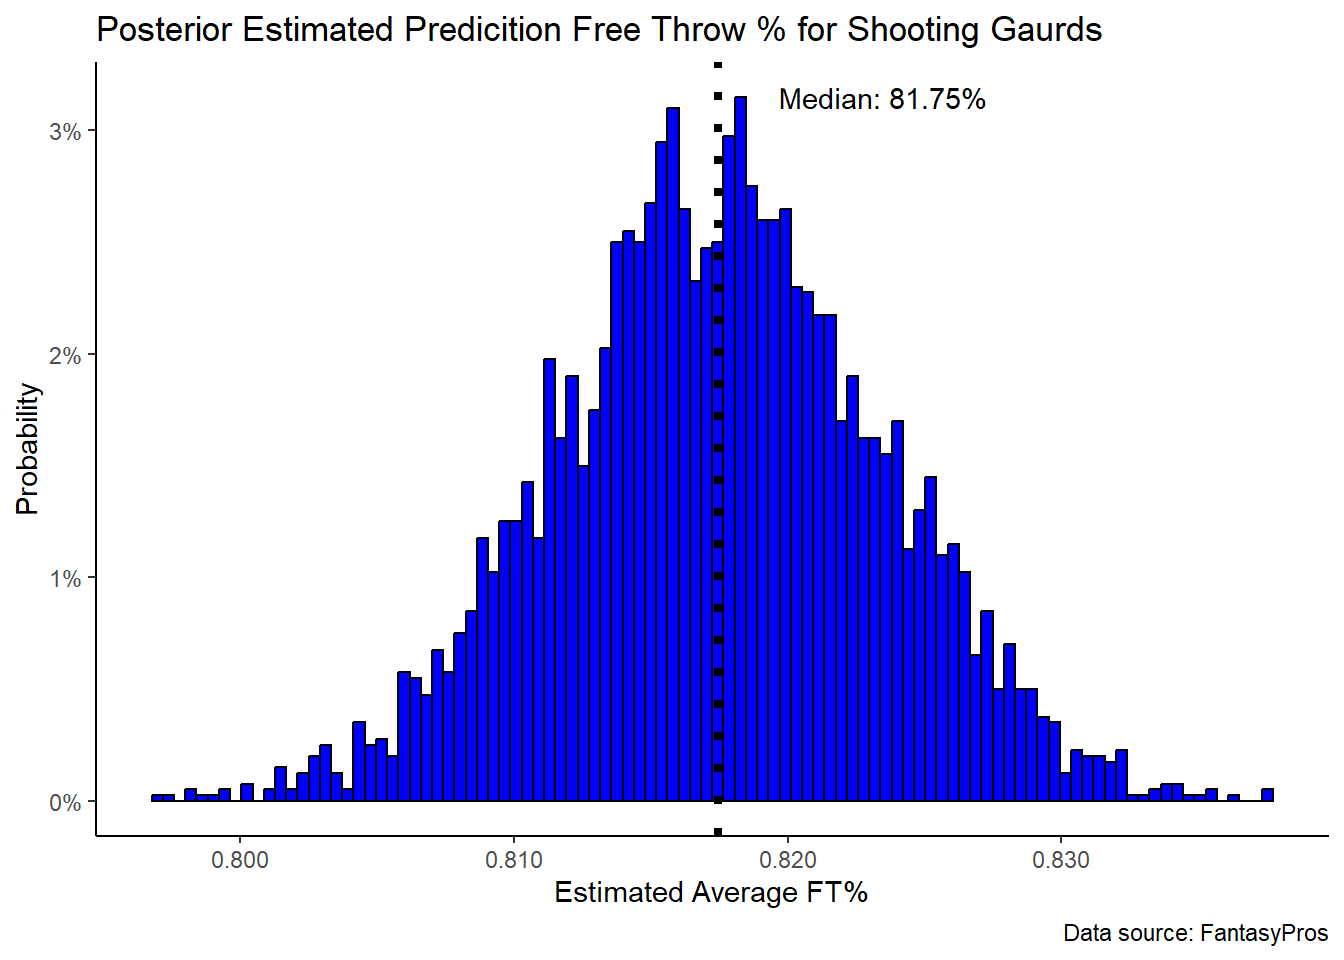 Posterior Estimated Predicition Free Throw % for Shooting Gaurds
Median: 81.75%
3%
2%
1%
0%
Probability
0.800 0.810 0.820 0.830
Estimated Average FT%
Data source: FantasyPros